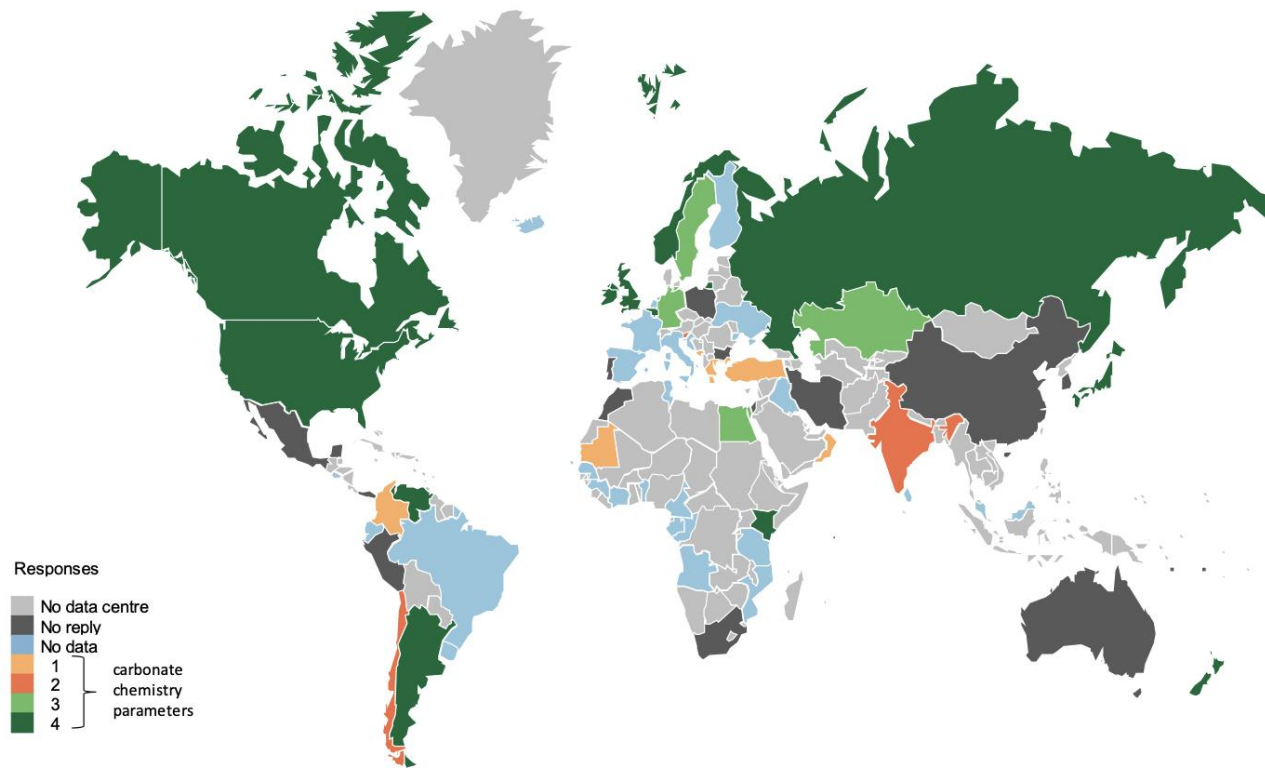 Responses
No data centre
No reply
No data
1
2
3
4
carbonate
chemistry
parameters